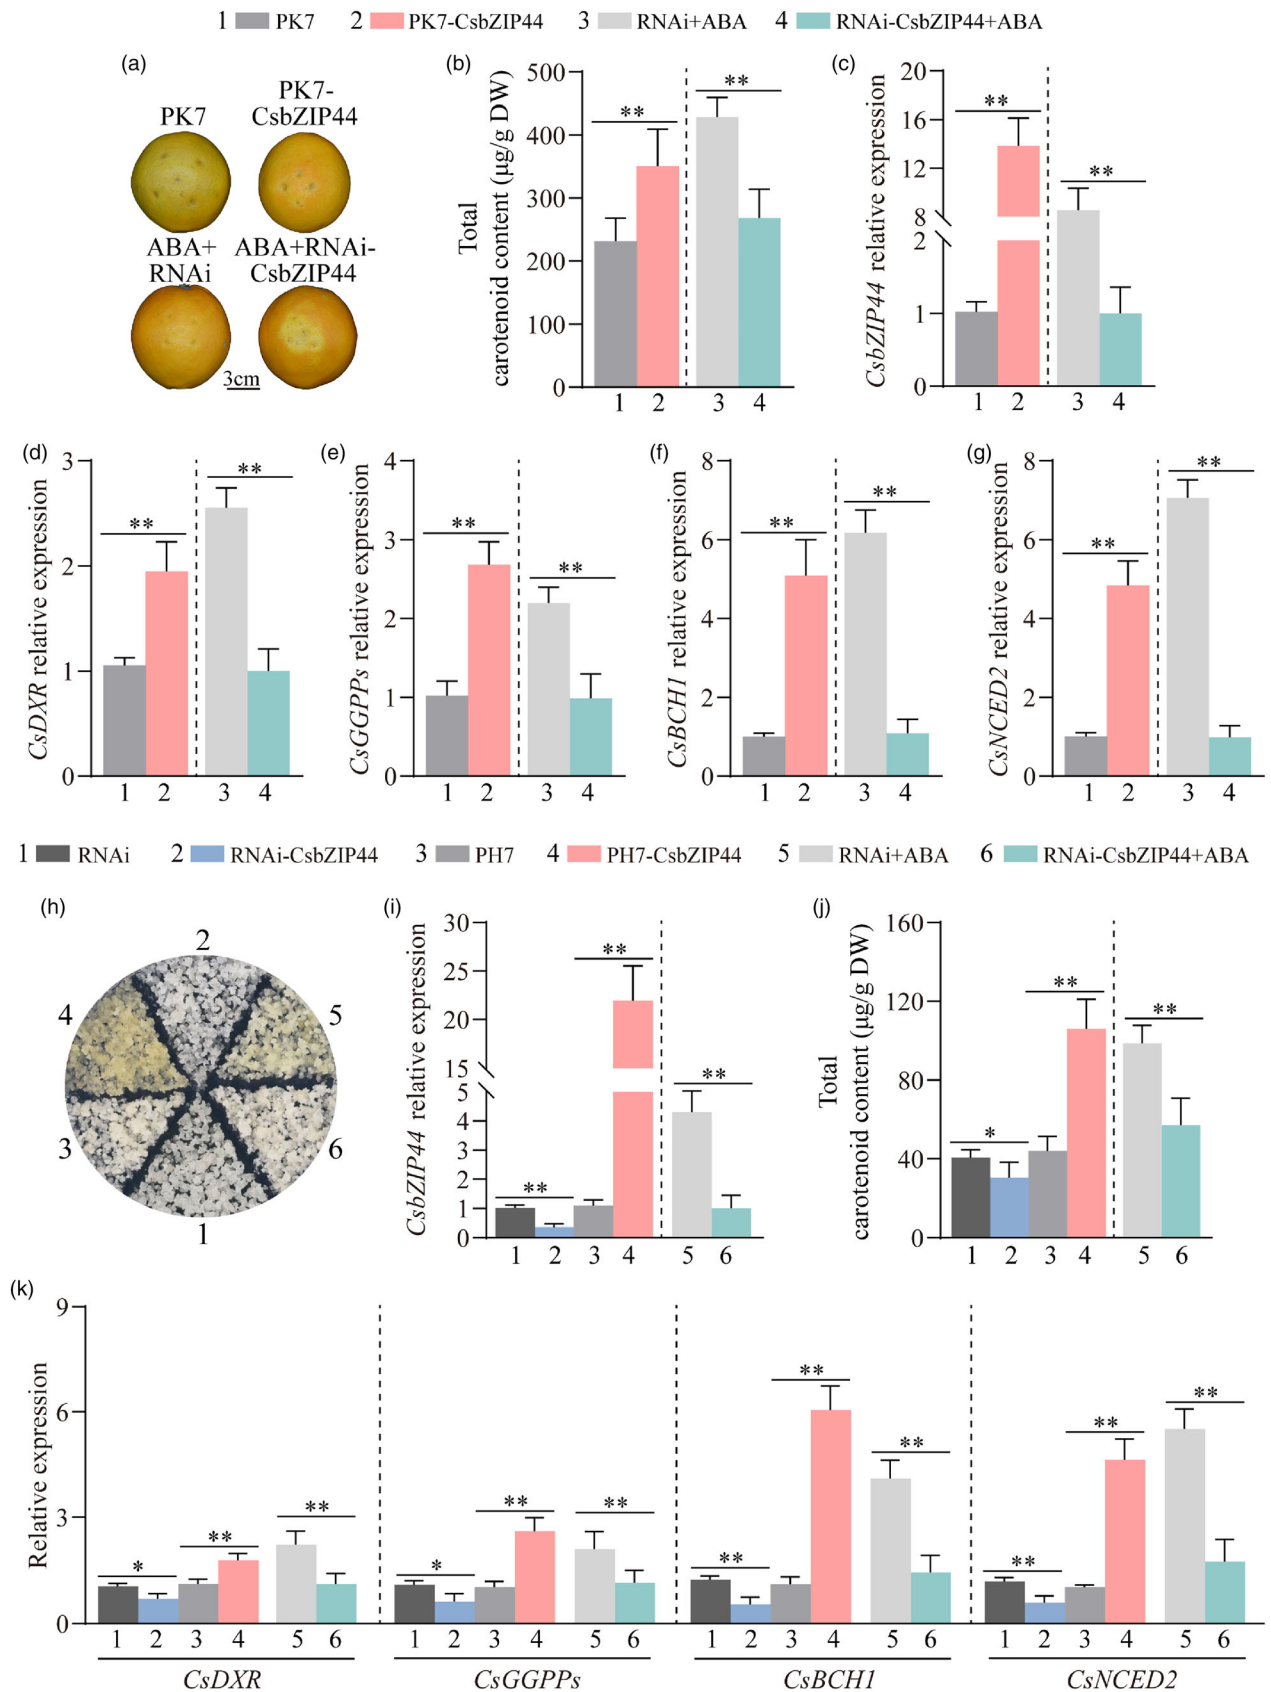 1 PK7 2 PK7-CsbZIP44 3 RNAi+ABA 4 RNAi-CsbZIP44+ABA
(a)
PK7
PK7-
CsbZIP44
ABA+
RNAi
ABA+RNAi-
CsbZIP44
3cm
(b)
Total
carotenoid content (µg/g DW)
500
400
300
200
100
0
**
**
1 2 3 4
(c)
CsbZIP44 relative expression
20
16
12
8
2
1
0
**
**
1 2 3 4
(d)
CsDXR relative expression
3
2
1
0
**
**
1 2 3 4
(e)
CsGGPPs relative expression
4
3
2
1
0
**
**
1 2 3 4
(f)
CsBCH1 relative expression
8
6
4
2
0
**
**
1 2 3 4
(g)
CsNCED2 relative expression
8
6
4
2
0
**
**
1 2 3 4
1 RNAi 2 RNAi-CsbZIP44 3 PH7 4 PH7-CsbZIP44 5 RNAi+ABA 6 RNAi-CsbZIP44+ABA
(h)
2
4
5
3
6
1
(i)
CsbZIP44 relative expression
30
25
20
15
5
4
3
2
1
0
**
**
**
1 2 3 4 5 6
(j)
Total
carotenoid content (µg/g DW)
160
120
80
40
0
*
**
**
1 2 3 4 5 6
(k)
Relative expression
9
6
3
0
* ** **
* ** **
** ** **
** ** **
1 2 3 4 5 6 1 2 3 4 5 6 1 2 3 4 5 6 1 2 3 4 5 6
CsDXR CsGGPPs CsBCH1 CsNCED2